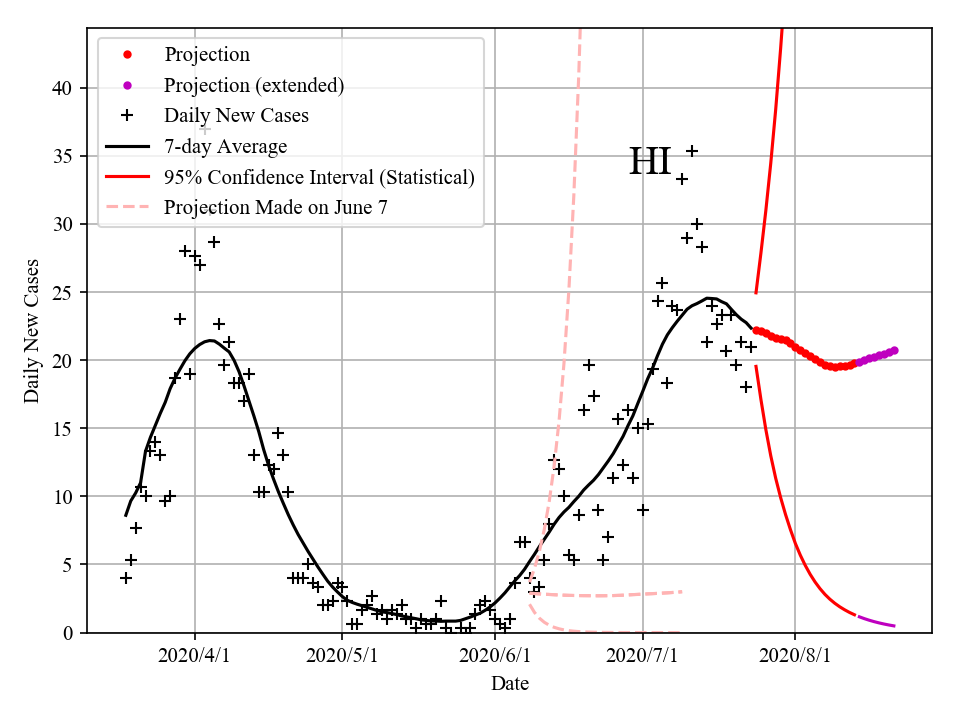 Projection
Projection (extended)
Daily New Cases
7-day Average
95% Confidence Interval (Statistical)
Projection Made on June 7
HI
40
35
30
25
20
15
10
5
0
Daily New Cases
2020/4/1 2020/5/1 2020/6/1 2020/7/1 2020/8/1
Date